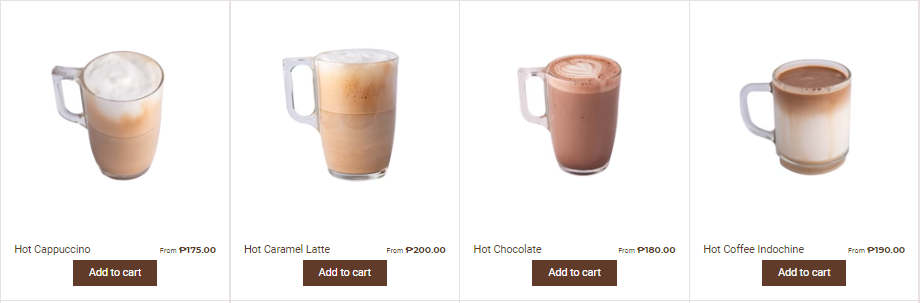 Hot Cappuccino From ₱175.00
Add to cart
Hot Caramel Latte From ₱200.00
Add to cart
Hot Chocolate From ₱180.00
Add to cart
Hot Coffee Indochine From ₱190.00
Add to cart